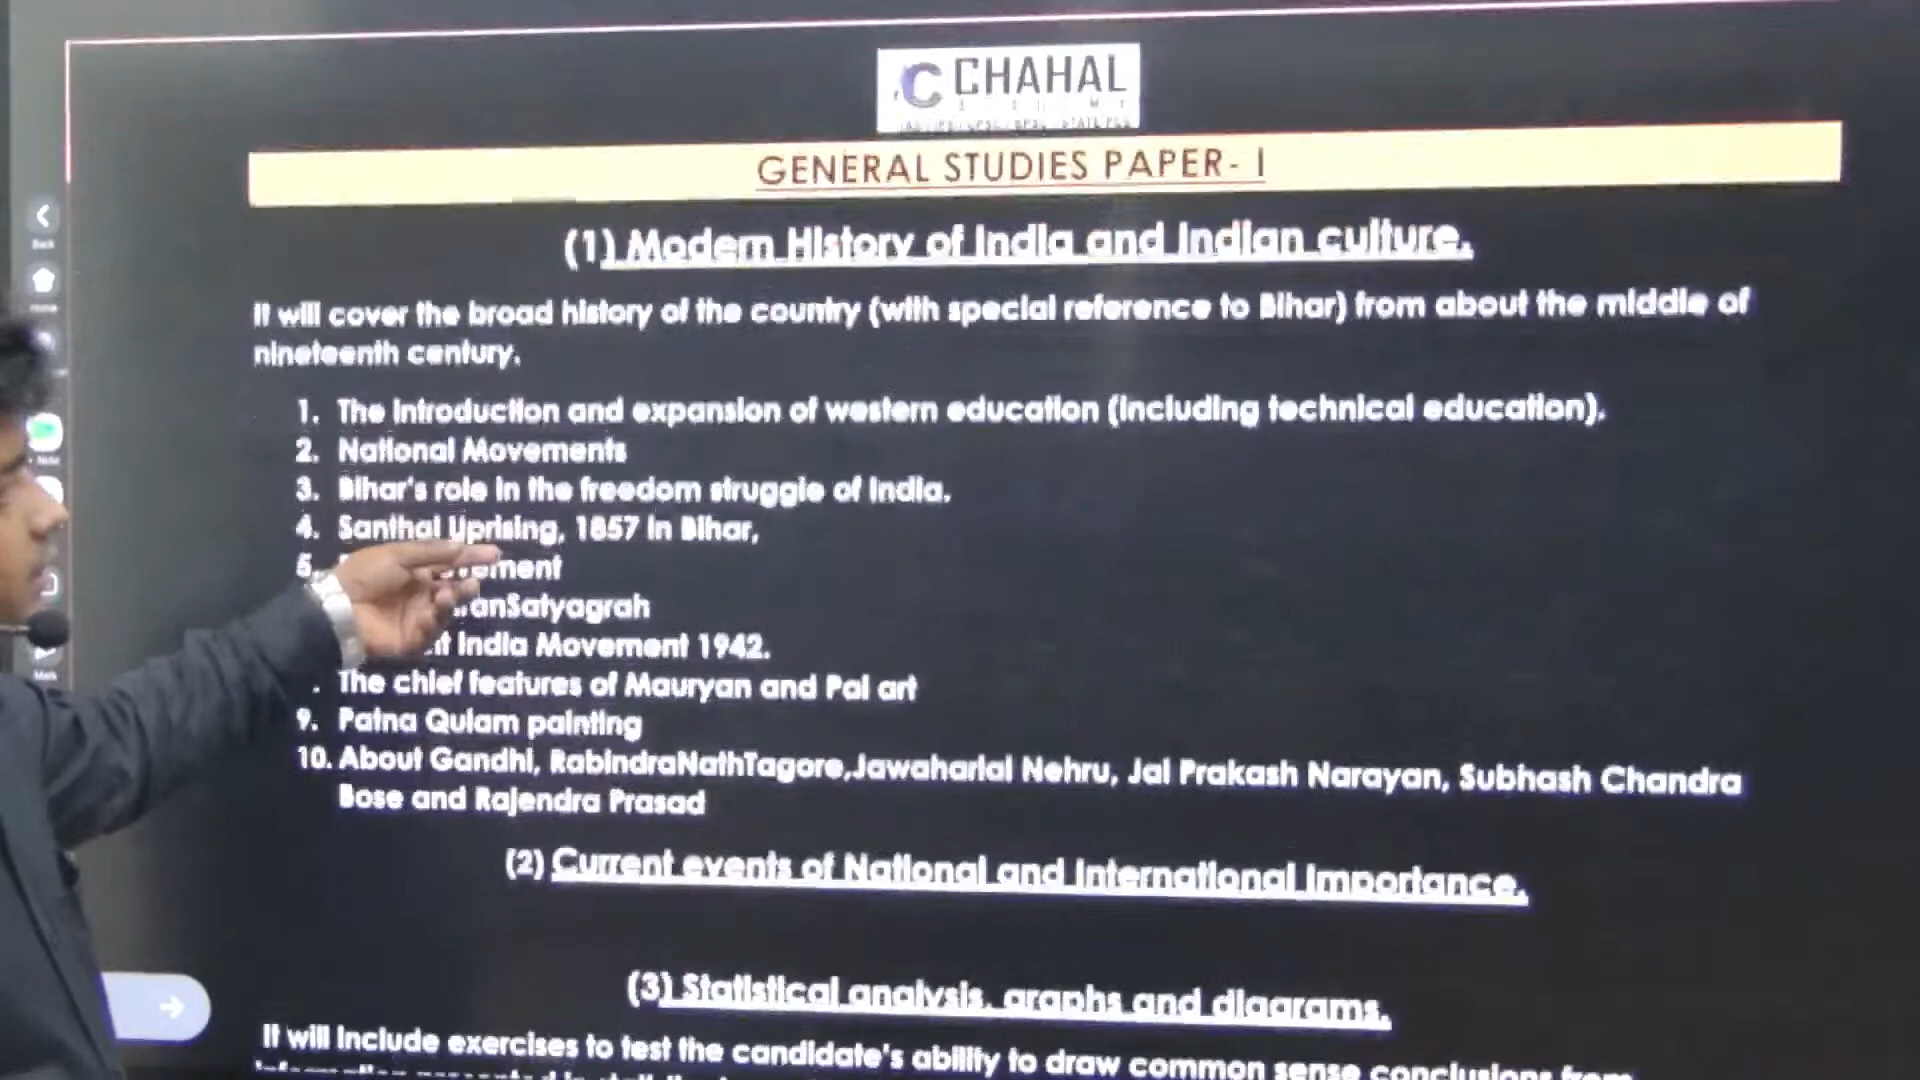 CHAHAL
GENERAL STUDIES PAPER- I
(1) Modern History of India and Indian culture.
It will cover the broad history of the country (with special reference to Bihar) from about the middle of
nineteenth century.
1. The introduction and expansion of western education (including technical education).
2. National Movements
3. Bihar's role in the freedom struggle of India.
4. Santhal Uprising, 1857 in Bihar,
5.
anSatyagrah
India Movement 1942.
. The chief features of Mauryan and Pal art
9. Patna Qulam painting
10. About Gandhi, RabindraNathTagore,Jawaharlal Nehru, Jai Prakash Narayan, Subhash Chandra
Bose and Rajendra Prasad
(2) Current events of National and International importance.
(3) Statistical analysis, graphs and diagrams.
It will include exercises to test the candidate's ability to draw common sense conclusions from
Back
Home